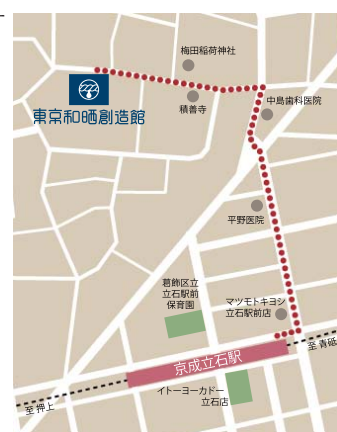 梅田稲荷神社
中島歯科医院
積善寺
東京和晒創造館
平野医院
葛飾区立
立石駅前
保育園
マツモトキヨシ
立石駅前店
至 青砥
京成立石駅
イトーヨーカドー
立石店
至 押上